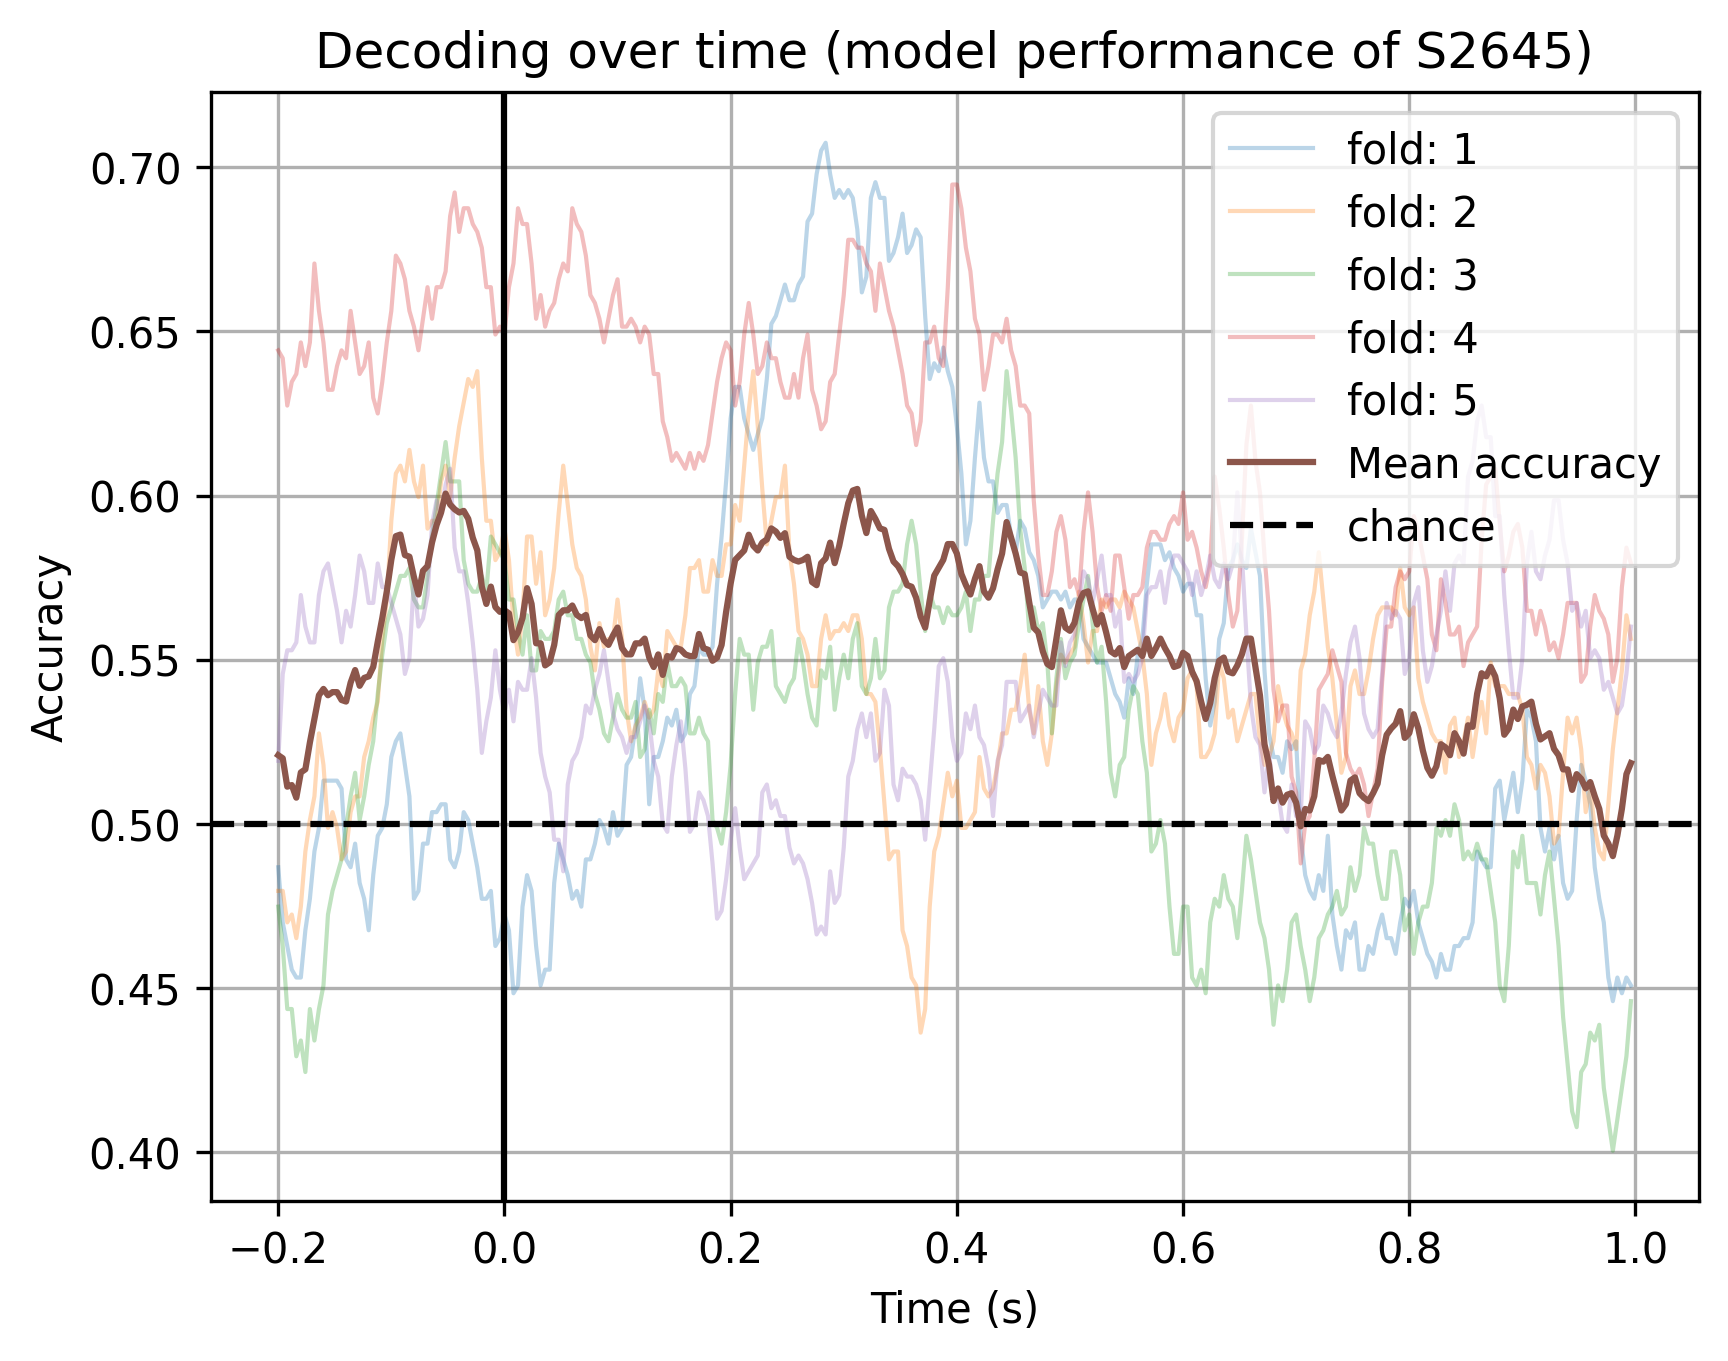 Decoding over time (model performance of S2645)
Accuracy
0.70
0.65
0.60
0.55
0.50
0.45
0.40
fold: 1
fold: 2
fold: 3
fold: 4
fold: 5
Mean accuracy
chance
−0.2
0.0
0.2
0.4
0.6
0.8
1.0
Time (s)